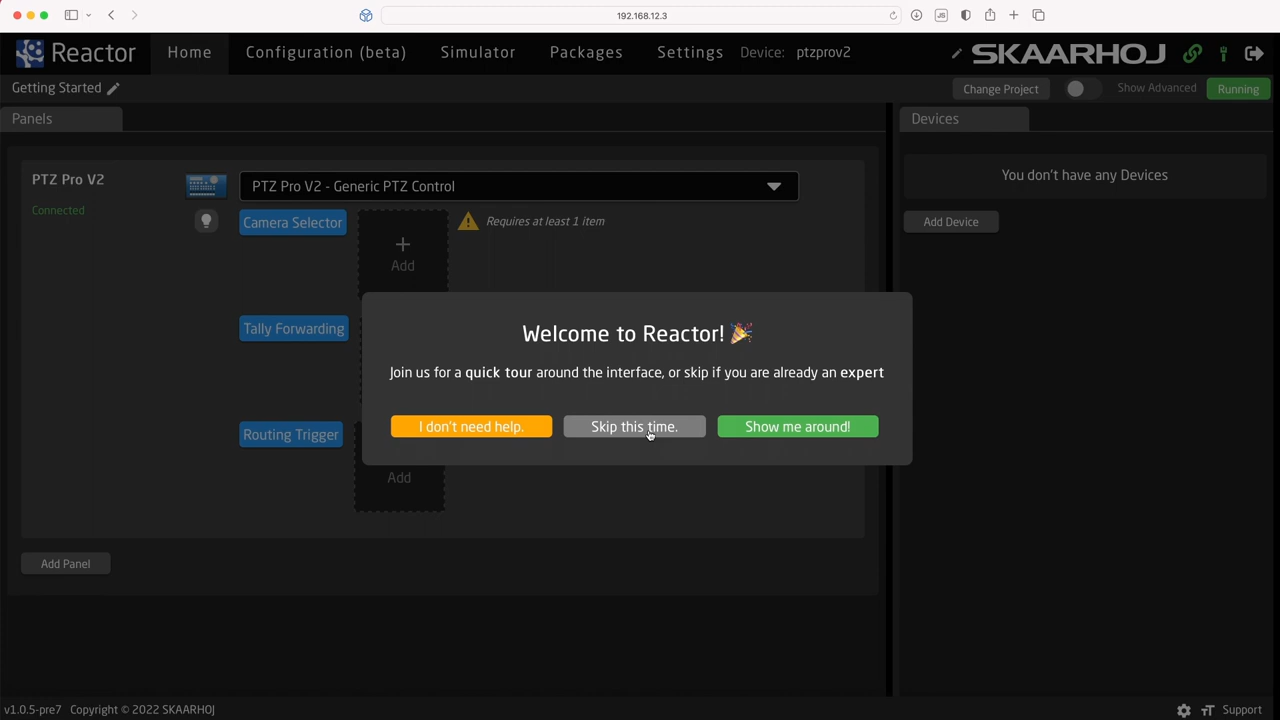 192.168.12.3
JS
Reactor
Home
Configuration (beta)
Simulator
Packages
Settings
Device: ptzprov2
SKAARHOJ
Getting Started
Change Project
Show Advanced
Running
Panels
Devices
PTZ Pro V2
Connected
PTZ Pro V2 - Generic PTZ Control
Camera Selector
+
Add
Requires at least 1 item
Tally Forwarding
Routing Trigger
Add
Add Panel
You don't have any Devices
Add Device
Welcome to Reactor! 🎉
Join us for a quick tour around the interface, or skip if you are already an expert
I don't need help.
Skip this time.
Show me around!
v1.0.5-pre7 Copyright © 2022 SKAARHOJ
Support